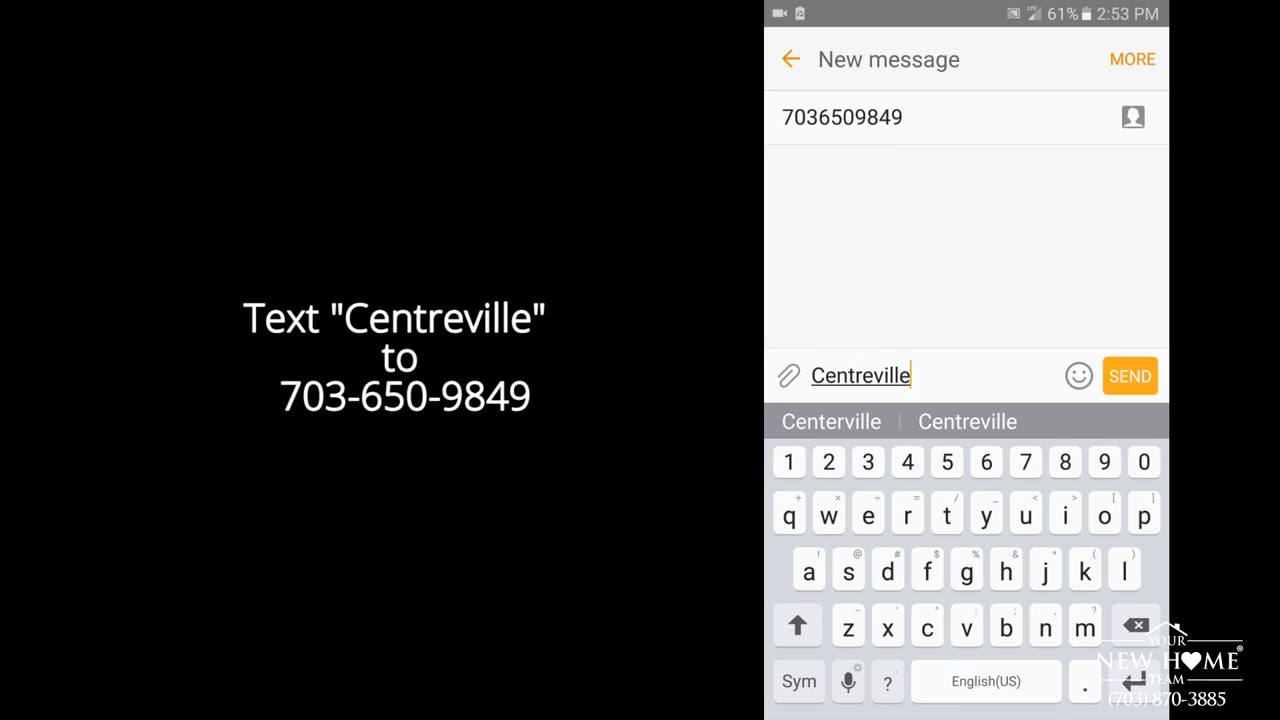 Text "Centreville"
to
703-650-9849
LTE 61% 2:53 PM
New message MORE
7036509849
Centreville SEND
Centerville Centreville
1 2 3 4 5 6 7 8 9 0
+ × ÷ = / _ < > [ ]
q w e r t y u i o p
! @ # $ % & * ( )
a s d f g h j k l
- ' " : ; , ?
z x c v b n m
Sym ? English(US) .
YOUR
NEW HOME®
TEAM
(703) 870-3885